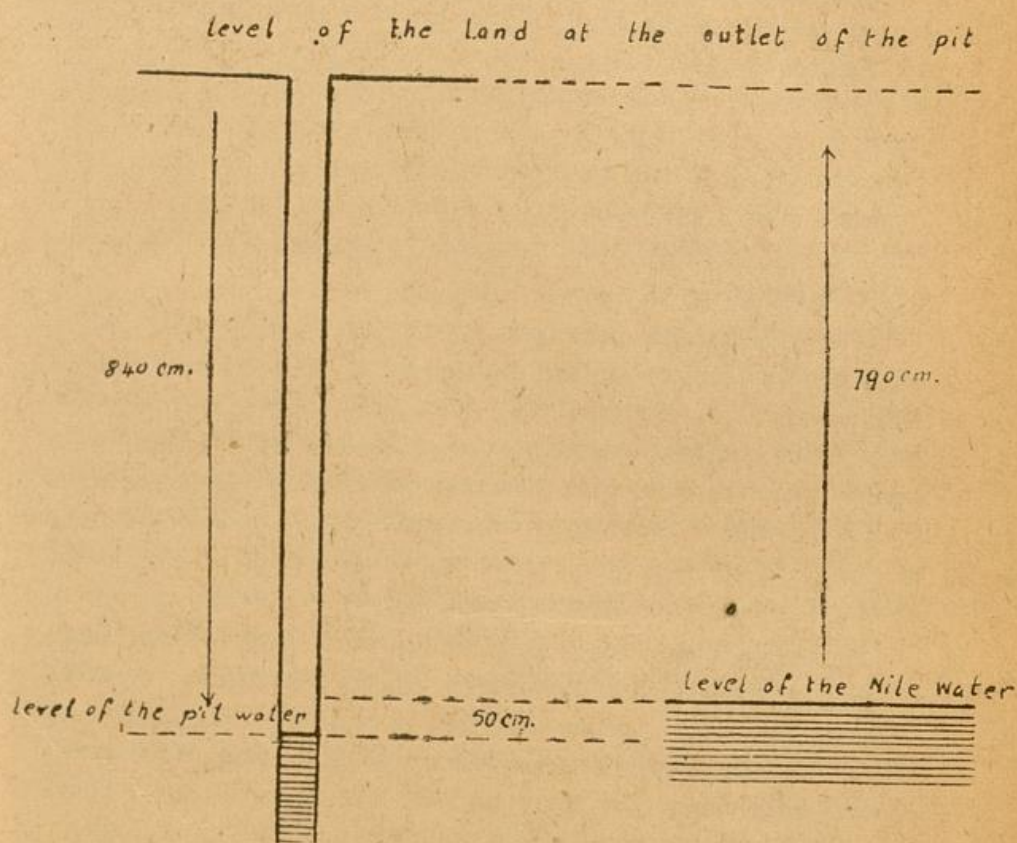 level of the land at the outlet of the pit
840 cm.
790 cm.
level of the Nile water
level of the pit water
50 cm.